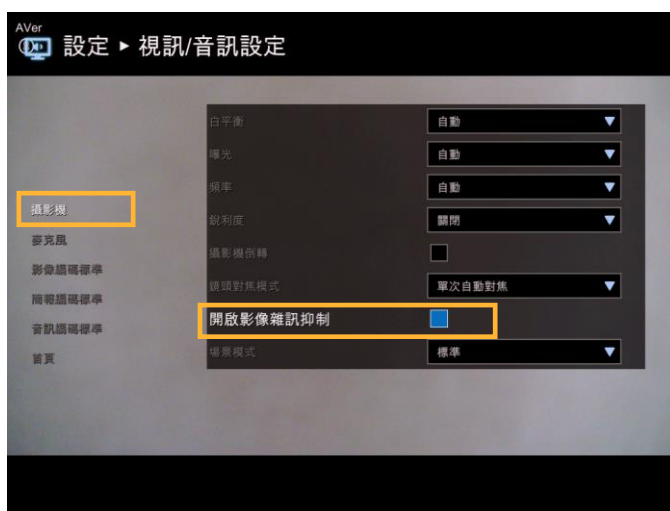 AVer
設定 ▸ 視訊/音訊設定
白平衡 自動
曝光 自動
頻率 自動
攝影機
銳利度 關閉
麥克風
攝影機倒轉
影像編碼標準
鏡頭對焦模式 單次自動對焦
簡報編碼標準
開啟影像雜訊抑制
音訊編碼標準
場景模式 標準
首頁